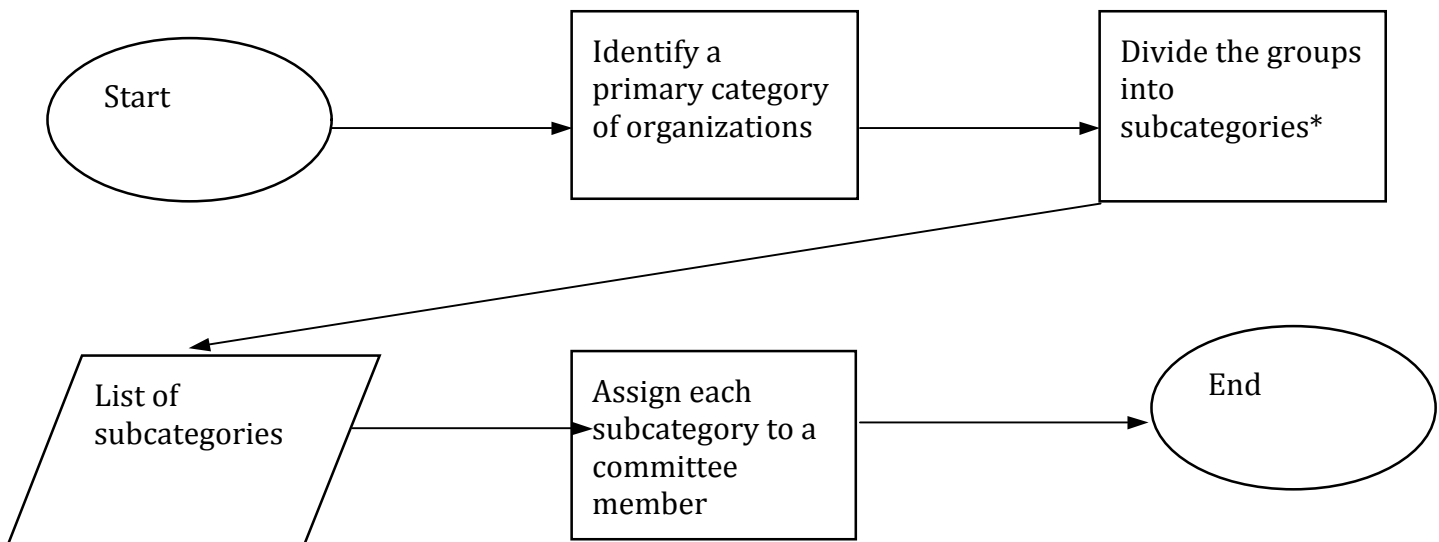 Start
Identify a
primary category
of organizations
Divide the groups
into
subcategories*
List of
subcategories
Assign each
subcategory to a
committee
member
End